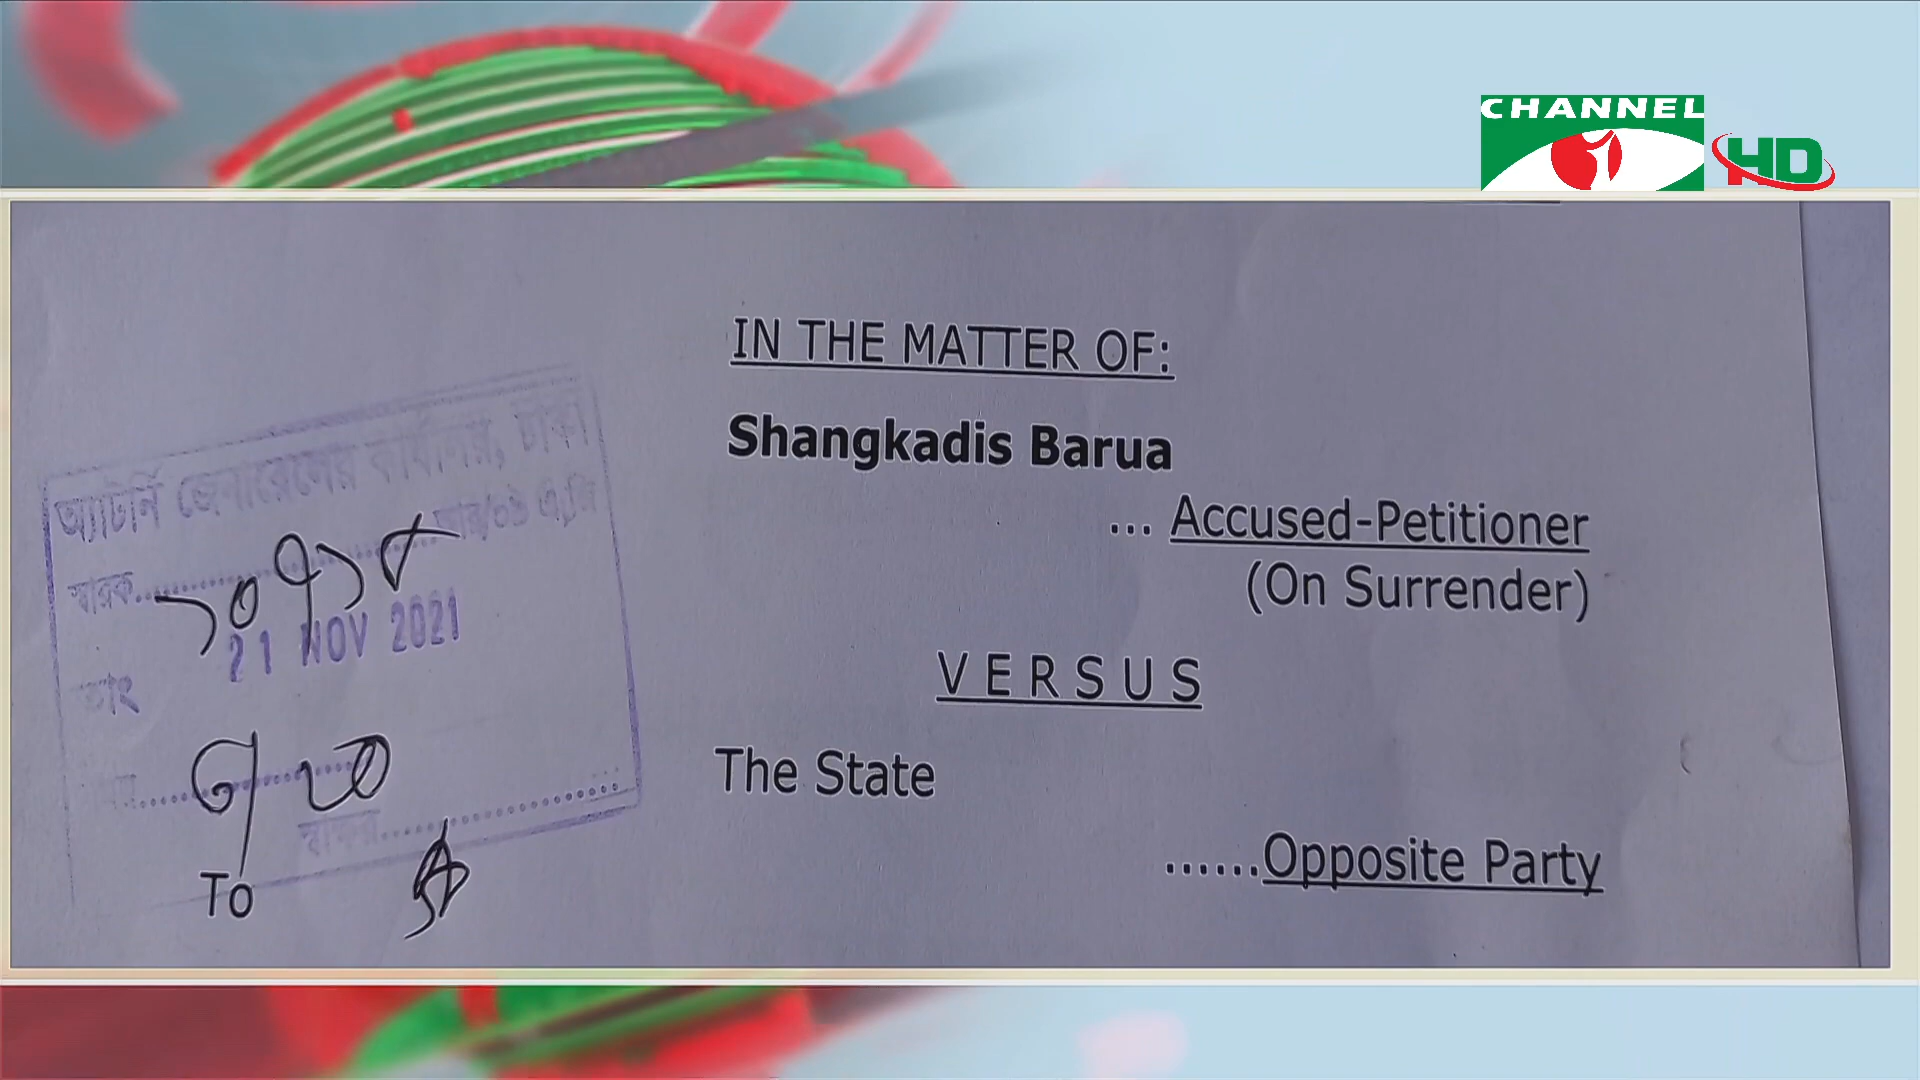 CHANNEL
HD
IN THE MATTER OF:
Shangkadis Barua
... Accused-Petitioner
(On Surrender)
V E R S U S
The State
......Opposite Party
অ্যাটর্নি জেনারেলের কার্যালয়, ঢাকা
স্মারক
21 NOV 2021
তাং
To